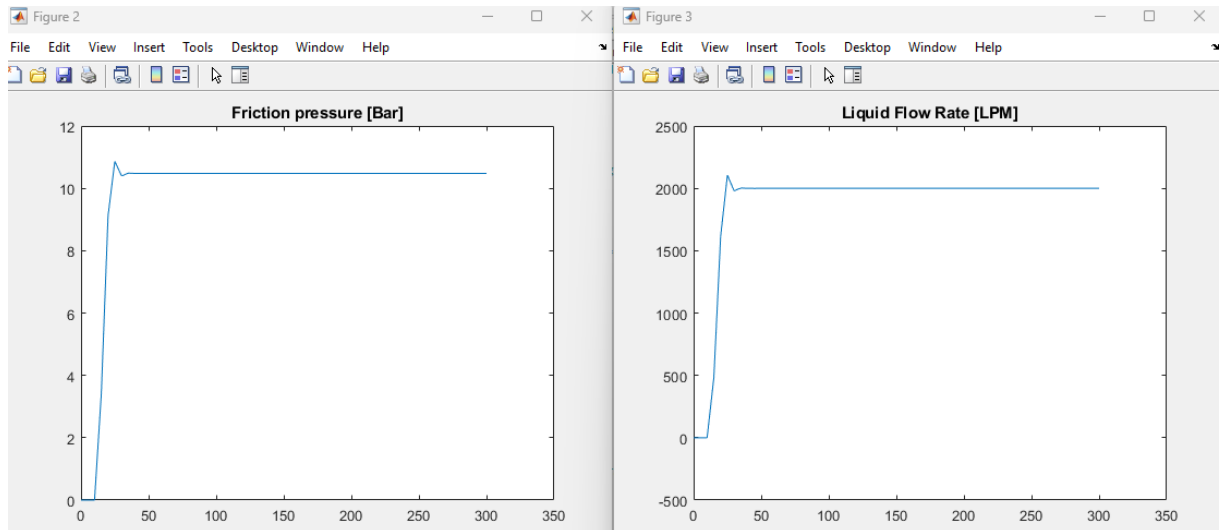 Figure 2
File Edit View Insert Tools Desktop Window Help
Friction pressure [Bar]
12
10
8
6
4
2
0
0 50 100 150 200 250 300 350
Figure 3
File Edit View Insert Tools Desktop Window Help
Liquid Flow Rate [LPM]
2500
2000
1500
1000
500
0
-500
0 50 100 150 200 250 300 350